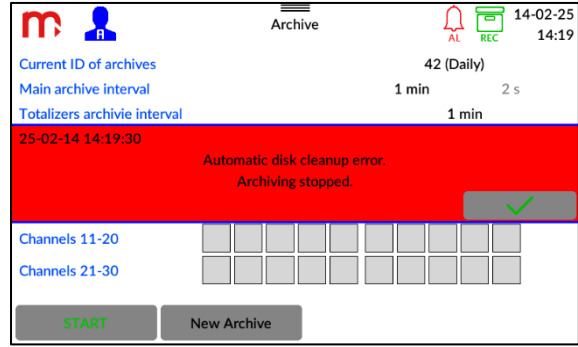 Archive
AL
REC
14-02-25
14:19
A
Current ID of archives 42 (Daily)
Main archive interval 1 min 2 s
Totalizers archivie interval 1 min
25-02-14 14:19:30
Automatic disk cleanup error.
Archiving stopped.
Channels 11-20
Channels 21-30
START New Archive